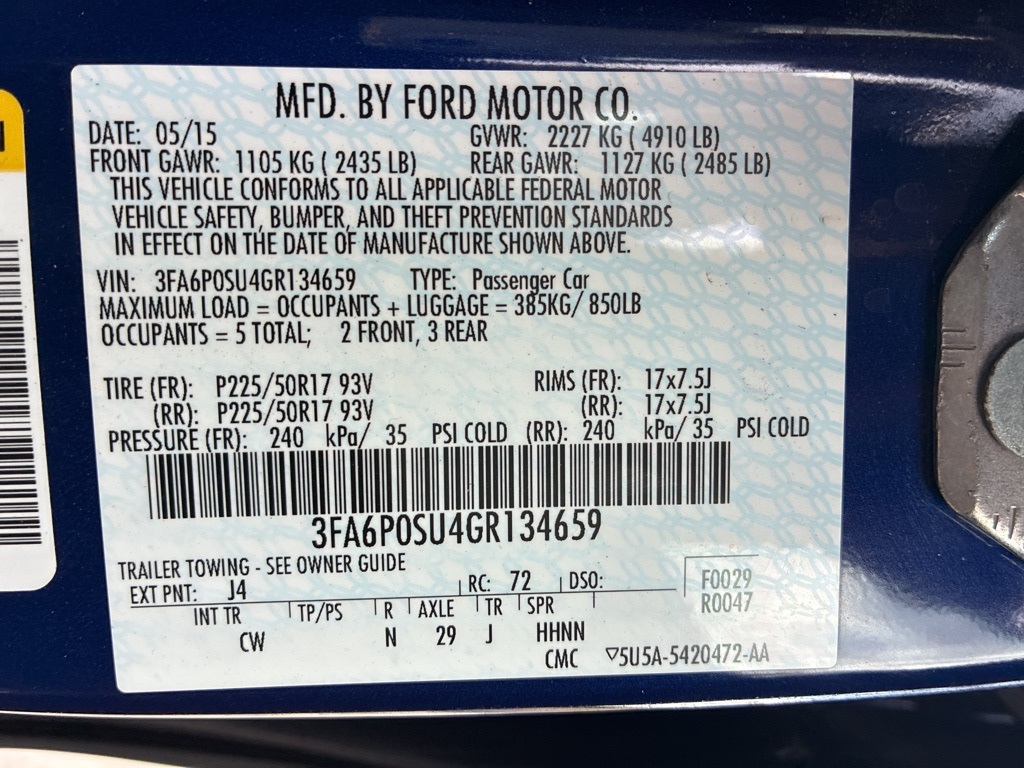 MFD. BY FORD MOTOR CO.
DATE: 05/15 GVWR: 2227 KG ( 4910 LB)
FRONT GAWR: 1105 KG ( 2435 LB) REAR GAWR: 1127 KG ( 2485 LB)
THIS VEHICLE CONFORMS TO ALL APPLICABLE FEDERAL MOTOR
VEHICLE SAFETY, BUMPER, AND THEFT PREVENTION STANDARDS
IN EFFECT ON THE DATE OF MANUFACTURE SHOWN ABOVE.
VIN: 3FA6P0SU4GR134659 TYPE: Passenger Car
MAXIMUM LOAD = OCCUPANTS + LUGGAGE = 385KG/ 850LB
OCCUPANTS = 5 TOTAL; 2 FRONT, 3 REAR
TIRE (FR): P225/50R17 93V RIMS (FR): 17x7.5J
(RR): P225/50R17 93V (RR): 17x7.5J
PRESSURE (FR): 240 kPa/ 35 PSI COLD (RR): 240 kPa/ 35 PSI COLD
3FA6P0SU4GR134659
TRAILER TOWING - SEE OWNER GUIDE
EXT PNT: J4 RC: 72 DSO: F0029
R0047
INT TR TP/PS R AXLE TR SPR
CW N 29 J HHNN
CMC ▽5U5A-5420472-AA